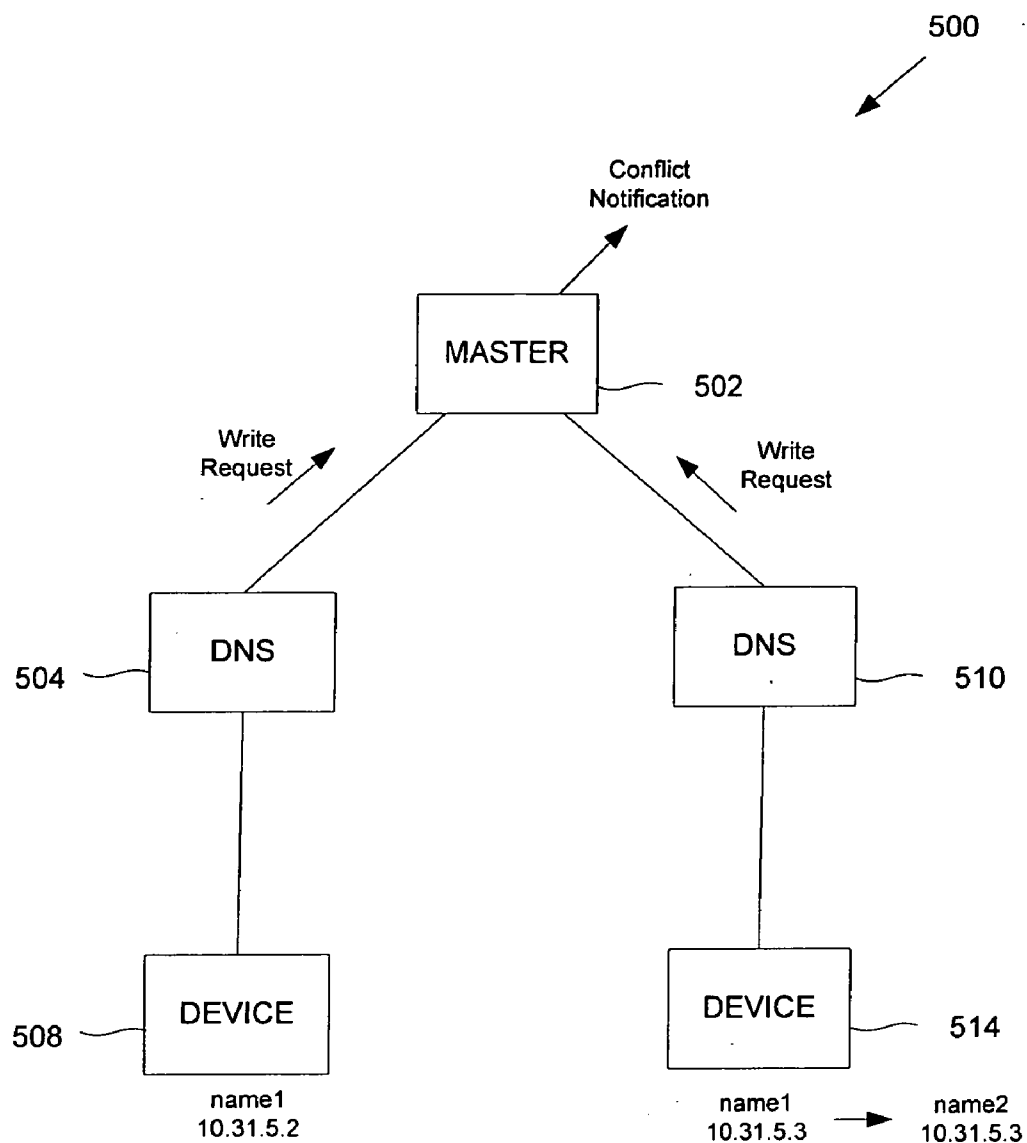 500
Conflict
Notification
MASTER
502
Write
Request
Write
Request
DNS
504
DNS
510
DEVICE
508
DEVICE
514
name1
10.31.5.2
name1
10.31.5.3
name2
10.31.5.3